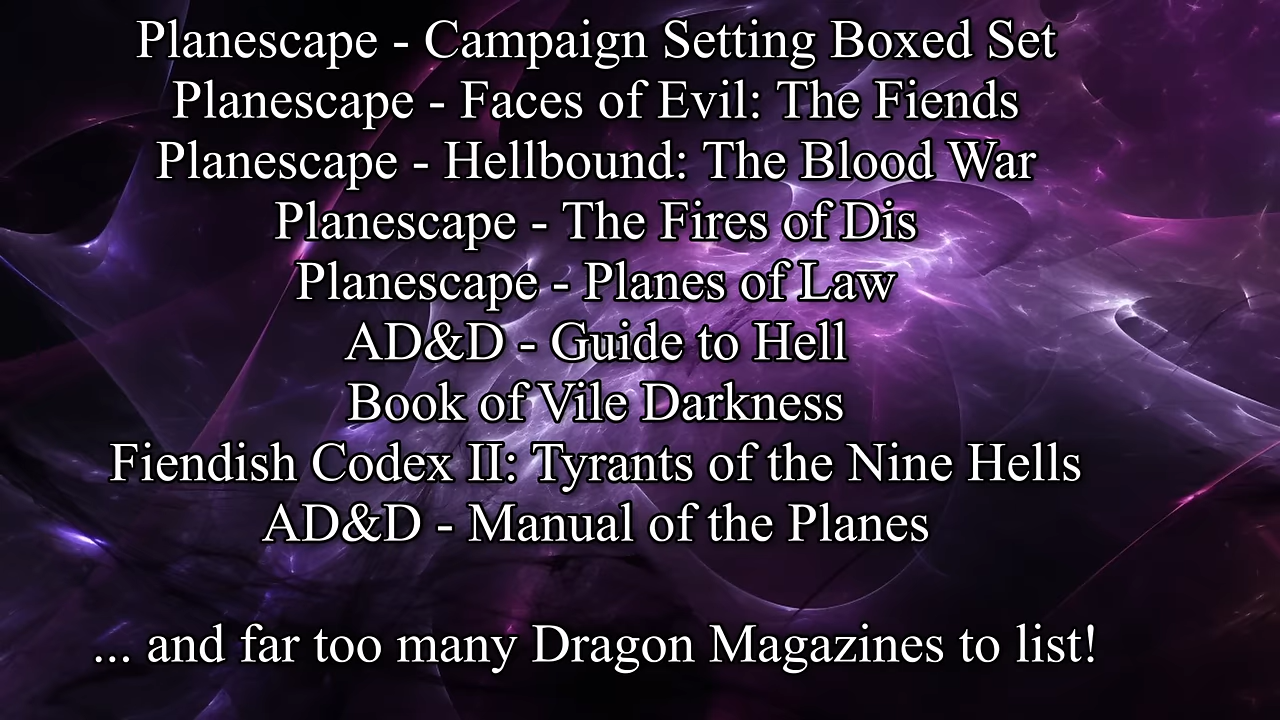 Planescape - Campaign Setting Boxed Set
Planescape - Faces of Evil: The Fiends
Planescape - Hellbound: The Blood War
Planescape - The Fires of Dis
Planescape - Planes of Law
AD&D - Guide to Hell
Book of Vile Darkness
Fiendish Codex II: Tyrants of the Nine Hells
AD&D - Manual of the Planes
... and far too many Dragon Magazines to list!